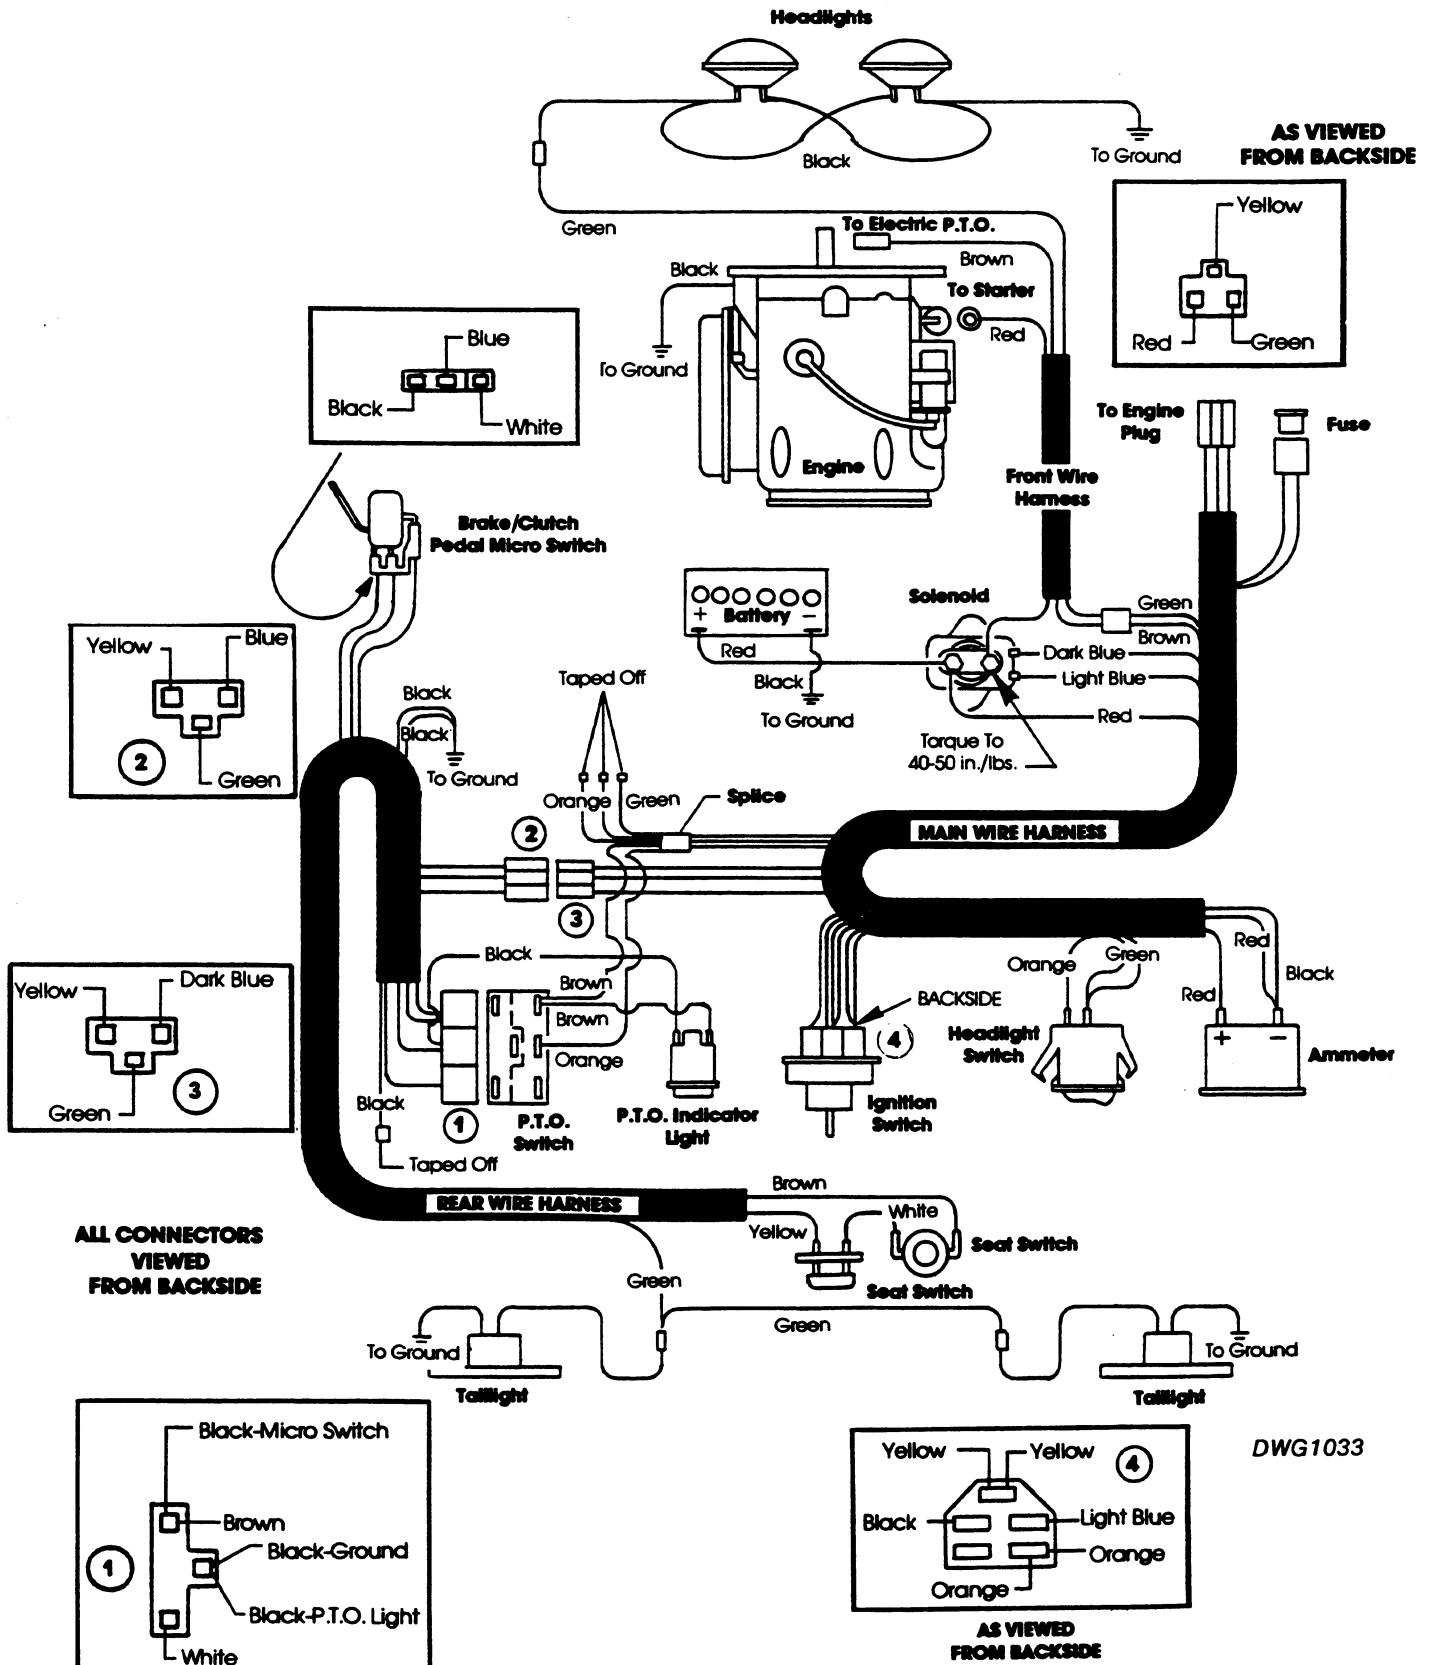 Headlights
To Ground
Black
AS VIEWED
FROM BACKSIDE
Yellow
Red
Green
Green
To Electric P.T.O.
Brown
Black
To Ground
To Starter
Red
Engine
Blue
Black
White
To Engine
Plug
Fuse
Front Wire
Harness
Brake/Clutch
Pedal Micro Switch
Battery
+
−
Red
Black
To Ground
Solenoid
Green
Brown
Dark Blue
Light Blue
Red
Torque To
40-50 in./lbs.
Yellow
Blue
2
Green
Black
Black
To Ground
Taped Off
Orange
Green
Splice
MAIN WIRE HARNESS
2
3
Yellow
Dark Blue
3
Green
Black
Brown
Brown
Orange
BACKSIDE
4
Orange
Green
Red
Black
Red
Headlight
Switch
+
−
Ammeter
Ignition
Switch
P.T.O. Indicator
Light
P.T.O.
Switch
1
Black
Taped Off
REAR WIRE HARNESS
Brown
White
Yellow
Seat Switch
Seat Switch
ALL CONNECTORS
VIEWED
FROM BACKSIDE
Green
Green
To Ground
Taillight
To Ground
Taillight
Black-Micro Switch
Brown
Black-Ground
1
Black-P.T.O. Light
White
Yellow
Yellow
4
Black
Light Blue
Orange
Orange
AS VIEWED
FROM BACKSIDE
DWG1033